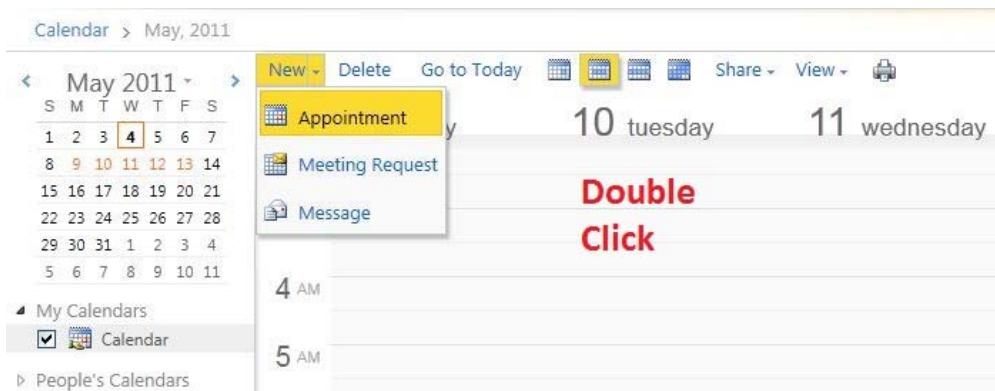 Calendar > May, 2011
May 2011
S M T W T F S
1 2 3 4 5 6 7
8 9 10 11 12 13 14
15 16 17 18 19 20 21
22 23 24 25 26 27 28
29 30 31 1 2 3 4
5 6 7 8 9 10 11
My Calendars
Calendar
People's Calendars
New Delete Go to Today Share View
Appointment
Meeting Request
Message
y 10 tuesday 11 wednesday
Double
Click
4 AM
5 AM